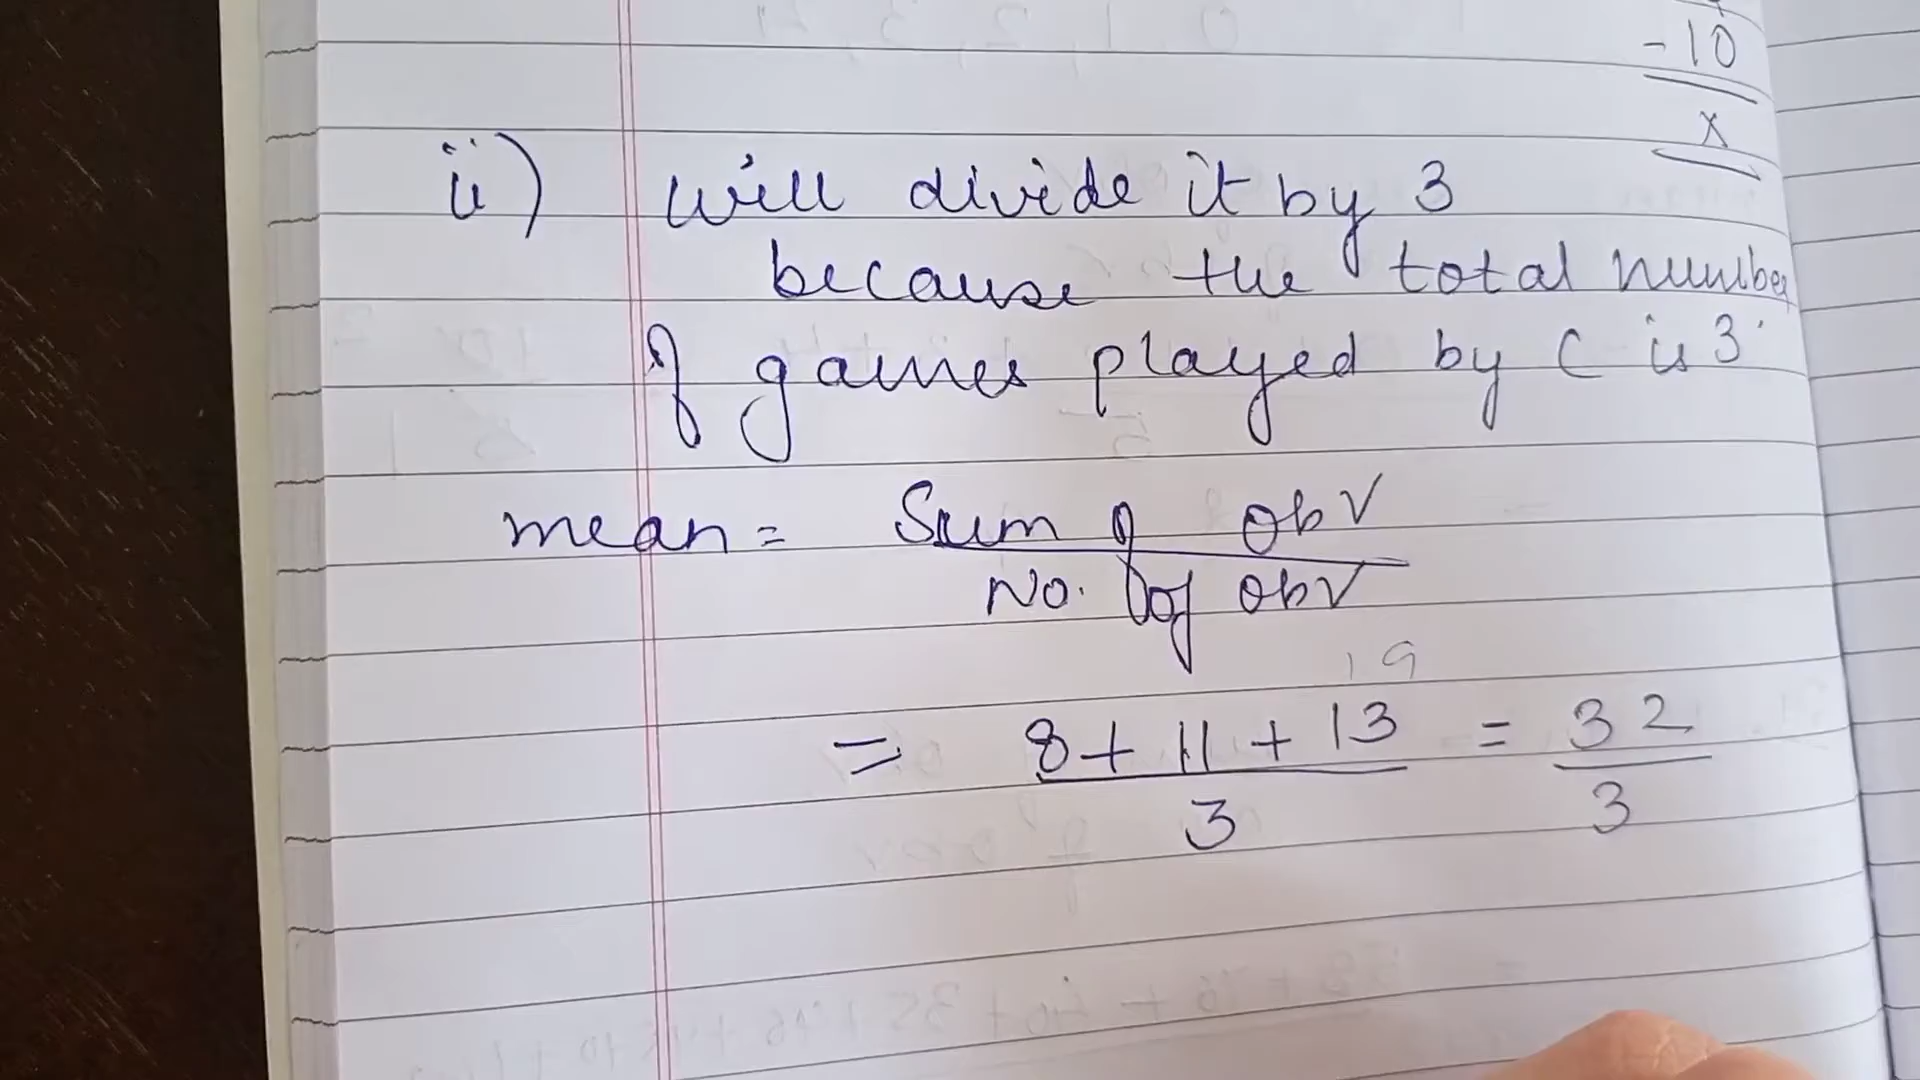 - 10
x
ii) will divide it by 3
because the total number
of games played by C is 3
mean = Sum of obv
No. of obv
19
= 8 + 11 + 13 = 32
3 3